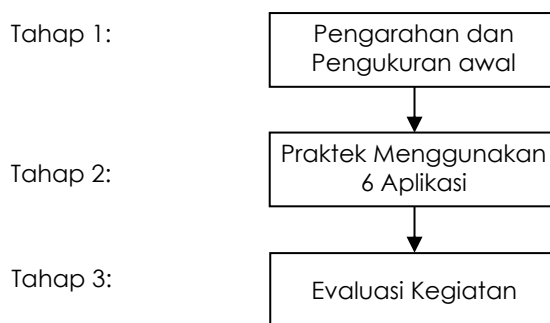 Tahap 1:
Pengarahan dan
Pengukuran awal
Tahap 2:
Praktek Menggunakan
6 Aplikasi
Tahap 3:
Evaluasi Kegiatan